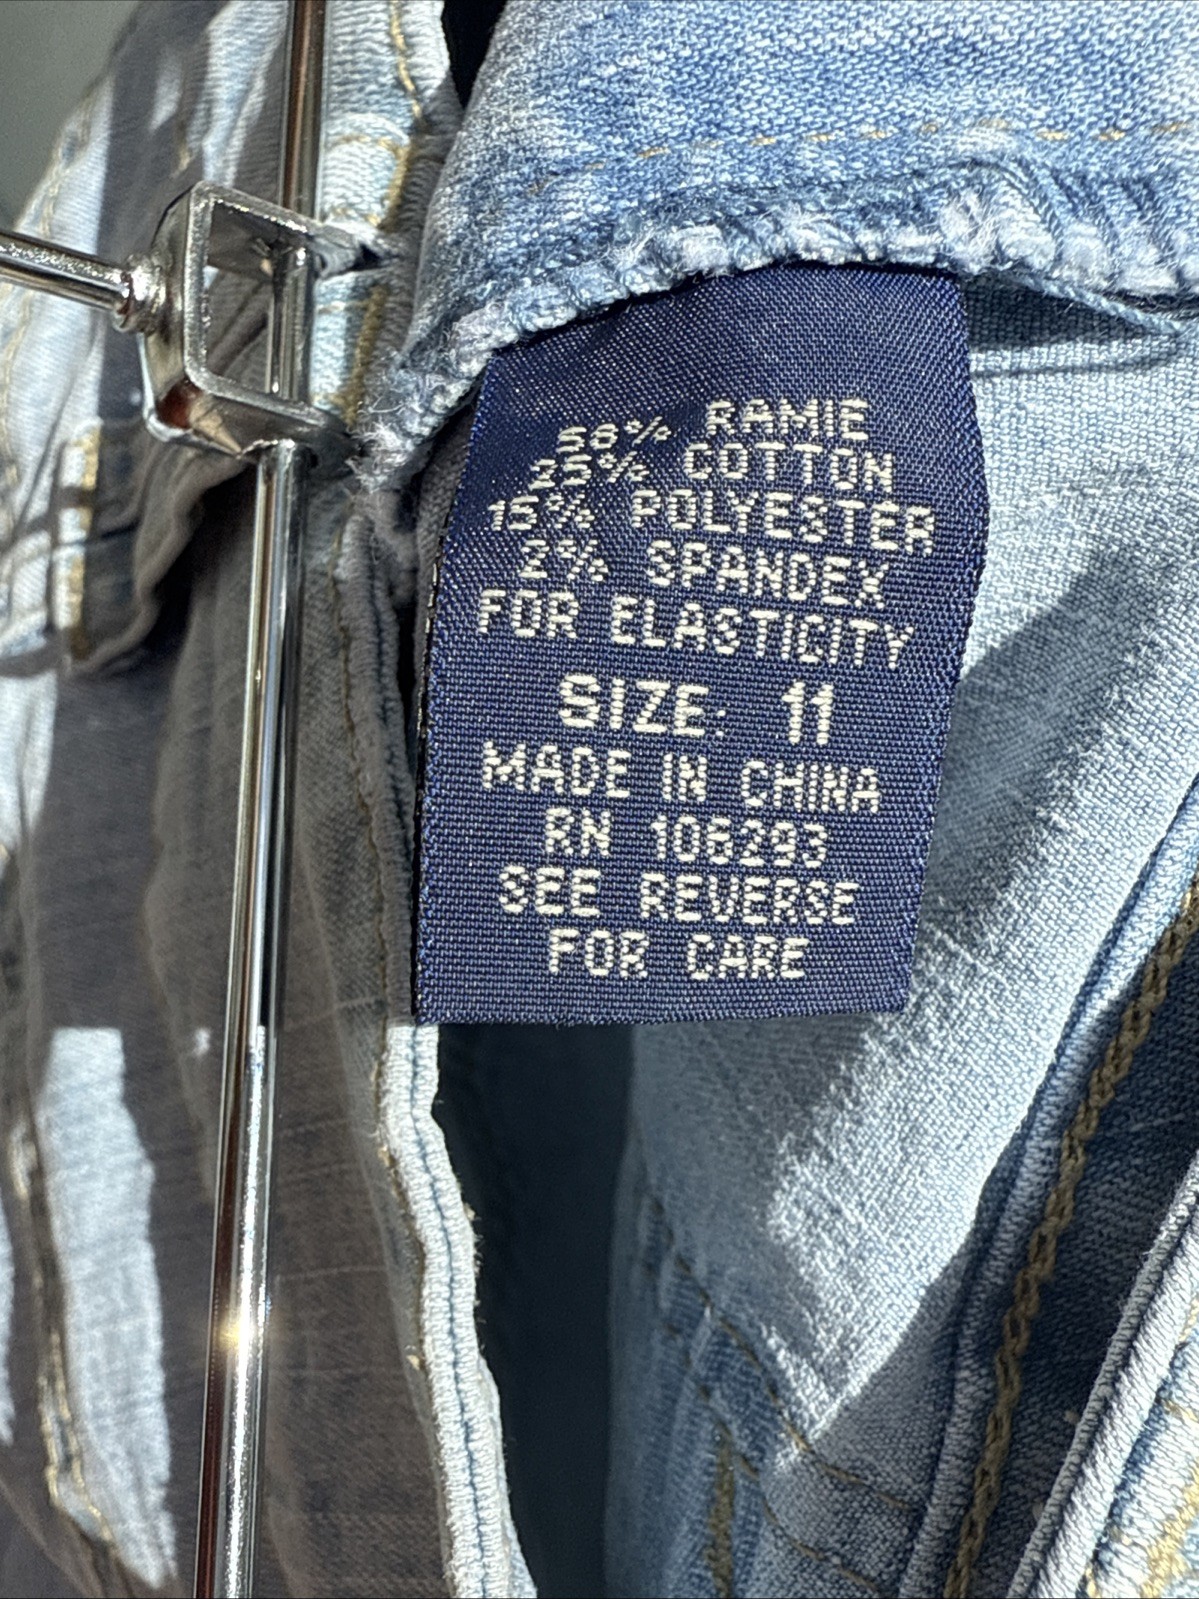 58% RAMIE
25% COTTON
15% POLYESTER
2% SPANDEX
FOR ELASTICITY
SIZE: 11
MADE IN CHINA
RN 106293
SEE REVERSE
FOR CARE